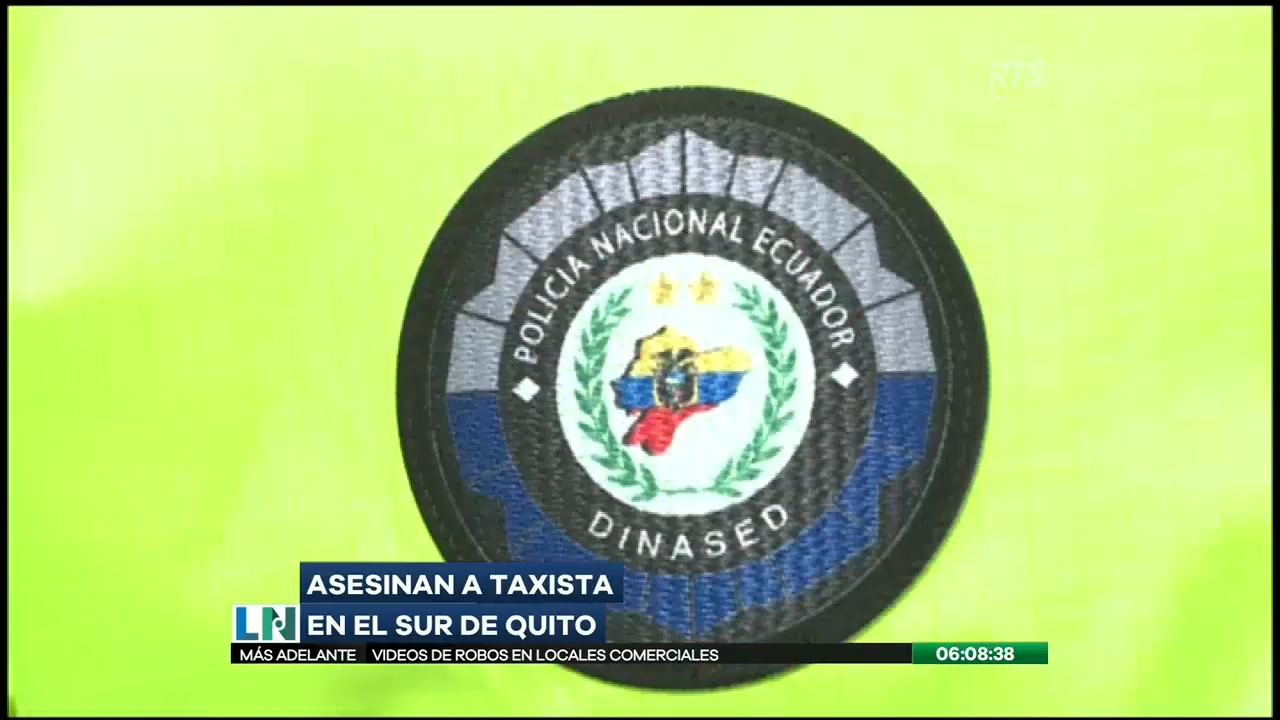 RTS
POLICIA NACIONAL ECUADOR
DINASED
ASESINAN A TAXISTA
LN EN EL SUR DE QUITO
MÁS ADELANTE VIDEOS DE ROBOS EN LOCALES COMERCIALES 06:08:38